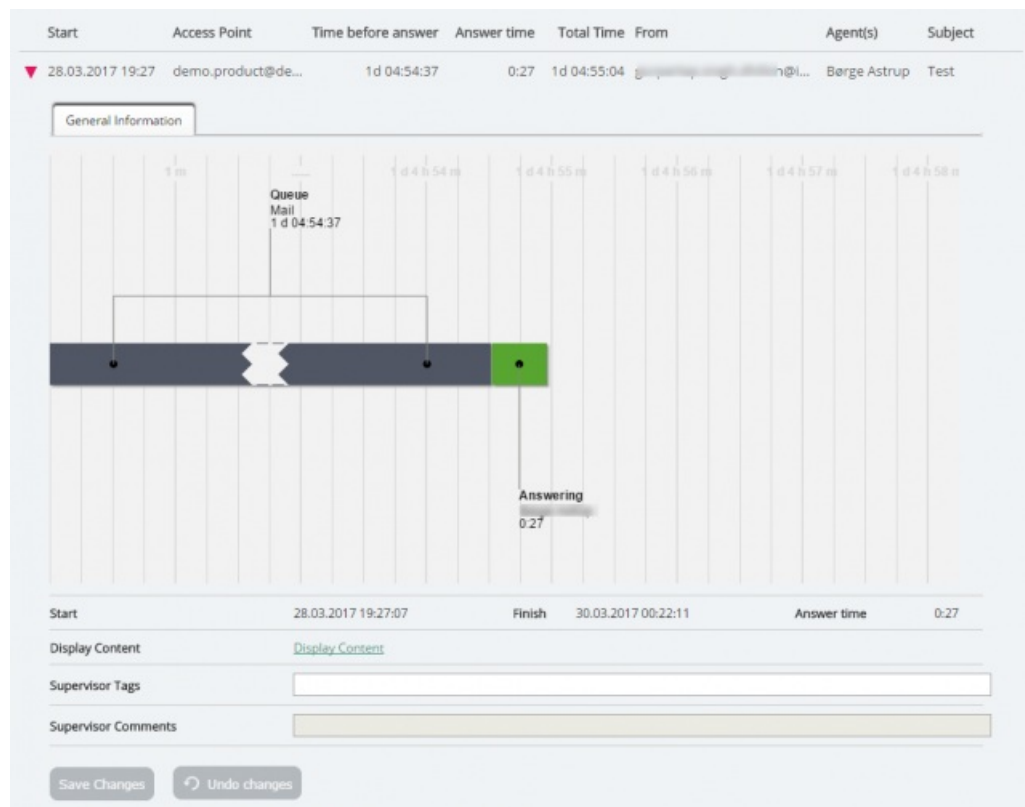 Start Access Point Time before answer Answer time Total Time From Agent(s) Subject
28.03.2017 19:27 demo.product@de... 1d 04:54:37 0:27 1d 04:55:04 Børge Astrup Test
General Information
1 m 1 d 4 h 54 m 1 d 4 h 55 m 1 d 4 h 56 m 1 d 4 h 57 m 1 d 4 h 58 m
Queue
Mail
1 d 04:54:37
Answering
0:27
Start 28.03.2017 19:27:07 Finish 30.03.2017 00:22:11 Answer time 0:27
Display Content Display Content
Supervisor Tags
Supervisor Comments
Save Changes Undo changes